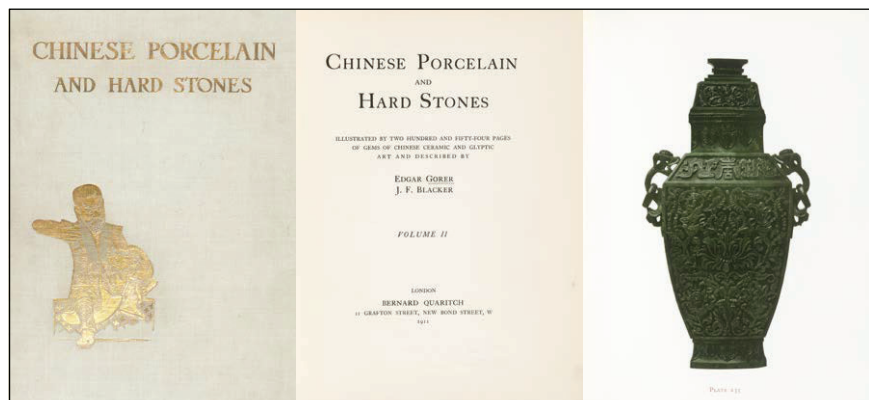 CHINESE PORCELAIN
AND HARD STONES
CHINESE PORCELAIN
AND
HARD STONES
ILLUSTRATED BY TWO HUNDRED AND FIFTY-FOUR PAGES
OF GEMS OF CHINESE CERAMIC AND GLYPTIC
ART AND DESCRIBED BY
EDGAR GORER
J. F. BLACKER
VOLUME II
LONDON
BERNARD QUARITCH
11 GRAFTON STREET, NEW BOND STREET, W
1911
PLATE